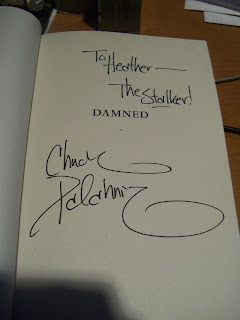 To Heather—
The Stalker!
DAMNED
Chuck
Palahniuk